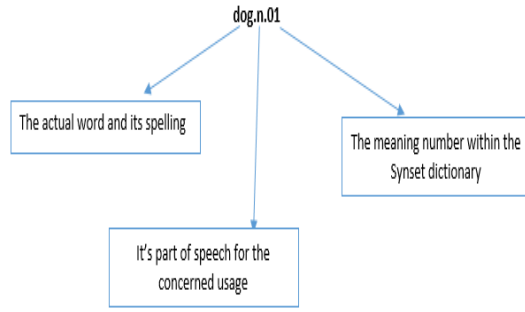 dog.n.01
The actual word and its spelling
The meaning number within the
Synset dictionary
It's part of speech for the
concerned usage